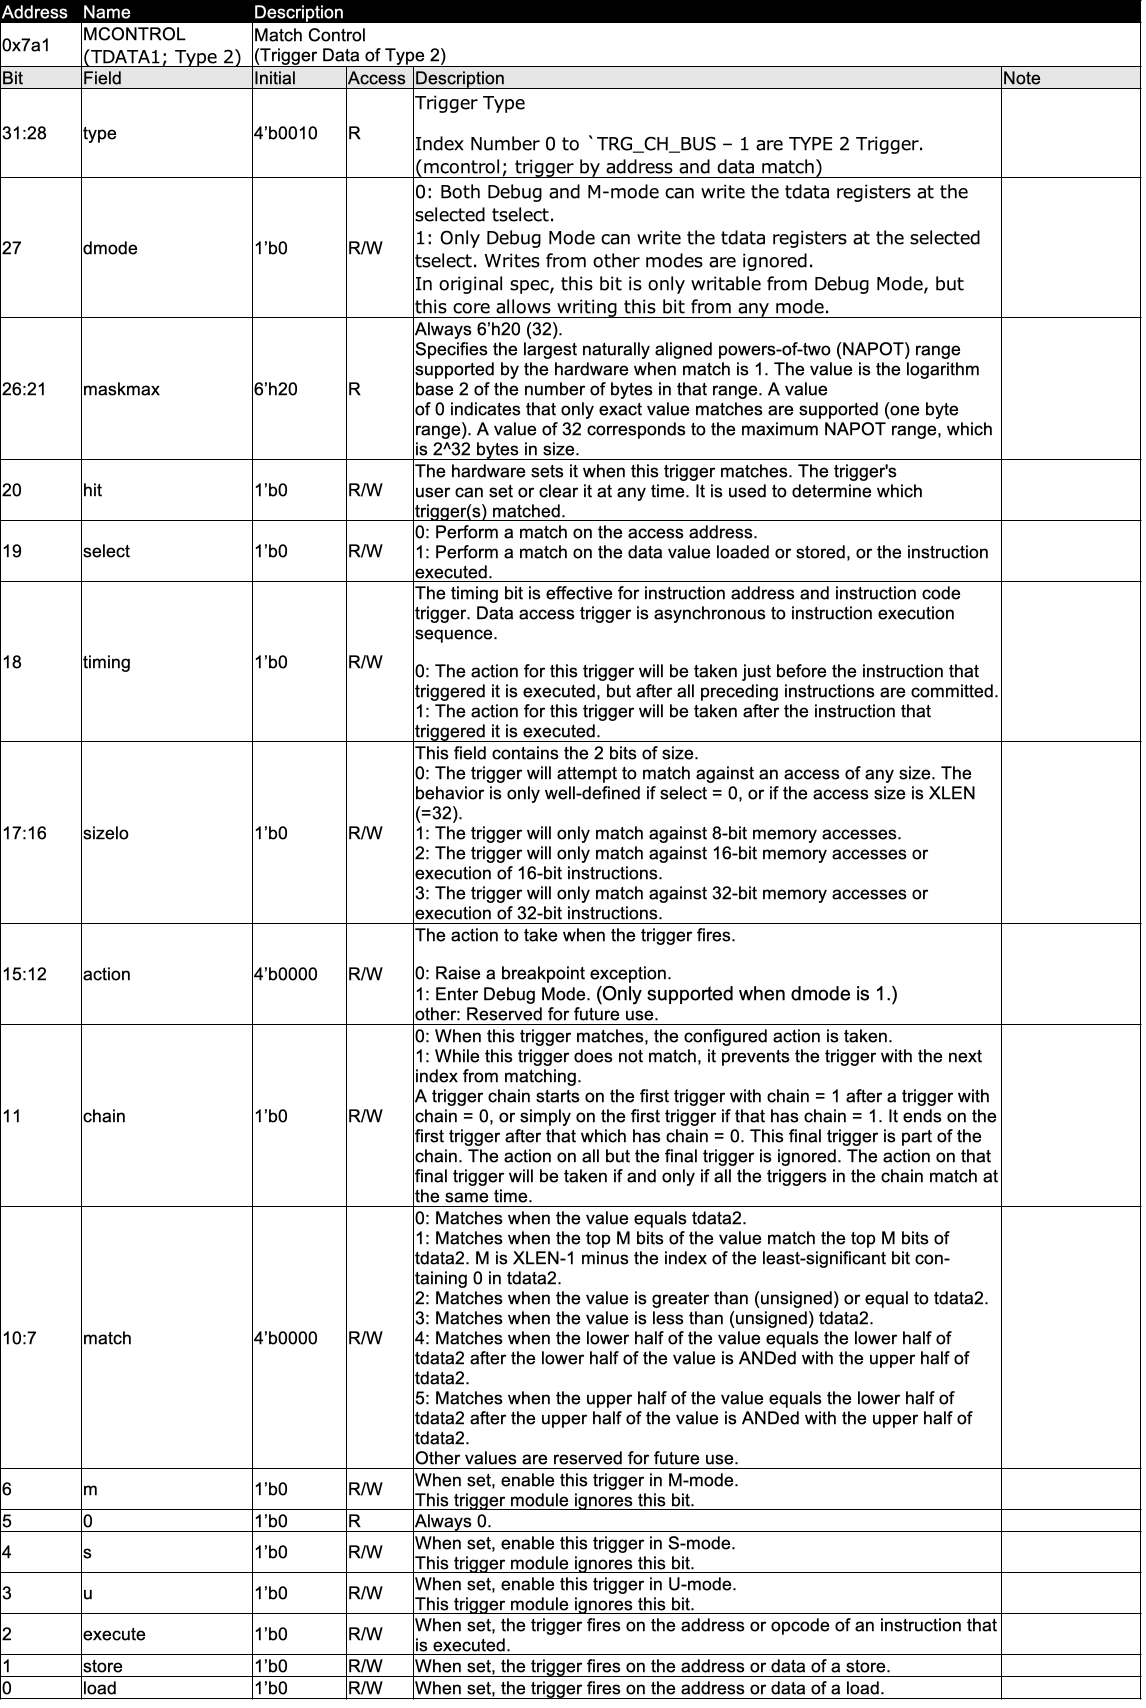 Address Name Description
0x7a1 MCONTROL (TDATA1; Type 2) Match Control (Trigger Data of Type 2)
Bit Field Initial Access Description Note
31:28 type 4’b0010 R Trigger Type
Index Number 0 to `TRG_CH_BUS – 1 are TYPE 2 Trigger.
(mcontrol; trigger by address and data match)
27 dmode 1’b0 R/W 0: Both Debug and M-mode can write the tdata registers at the
selected tselect.
1: Only Debug Mode can write the tdata registers at the selected
tselect. Writes from other modes are ignored.
In original spec, this bit is only writable from Debug Mode, but
this core allows writing this bit from any mode.
26:21 maskmax 6’h20 R Always 6’h20 (32).
Specifies the largest naturally aligned powers-of-two (NAPOT) range
supported by the hardware when match is 1. The value is the logarithm
base 2 of the number of bytes in that range. A value
of 0 indicates that only exact value matches are supported (one byte
range). A value of 32 corresponds to the maximum NAPOT range, which
is 2^32 bytes in size.
20 hit 1’b0 R/W The hardware sets it when this trigger matches. The trigger's
user can set or clear it at any time. It is used to determine which
trigger(s) matched.
19 select 1’b0 R/W 0: Perform a match on the access address.
1: Perform a match on the data value loaded or stored, or the instruction
executed.
18 timing 1’b0 R/W The timing bit is effective for instruction address and instruction code
trigger. Data access trigger is asynchronous to instruction execution
sequence.
0: The action for this trigger will be taken just before the instruction that
triggered it is executed, but after all preceding instructions are committed.
1: The action for this trigger will be taken after the instruction that
triggered it is executed.
17:16 sizelo 1’b0 R/W This field contains the 2 bits of size.
0: The trigger will attempt to match against an access of any size. The
behavior is only well-defined if select = 0, or if the access size is XLEN
(=32).
1: The trigger will only match against 8-bit memory accesses.
2: The trigger will only match against 16-bit memory accesses or
execution of 16-bit instructions.
3: The trigger will only match against 32-bit memory accesses or
execution of 32-bit instructions.
15:12 action 4’b0000 R/W The action to take when the trigger fires.
0: Raise a breakpoint exception.
1: Enter Debug Mode. (Only supported when dmode is 1.)
other: Reserved for future use.
11 chain 1’b0 R/W 0: When this trigger matches, the configured action is taken.
1: While this trigger does not match, it prevents the trigger with the next
index from matching.
A trigger chain starts on the first trigger with chain = 1 after a trigger with
chain = 0, or simply on the first trigger if that has chain = 1. It ends on the
first trigger after that which has chain = 0. This final trigger is part of the
chain. The action on all but the final trigger is ignored. The action on that
final trigger will be taken if and only if all the triggers in the chain match at
the same time.
10:7 match 4’b0000 R/W 0: Matches when the value equals tdata2.
1: Matches when the top M bits of the value match the top M bits of
tdata2. M is XLEN-1 minus the index of the least-significant bit con-
taining 0 in tdata2.
2: Matches when the value is greater than (unsigned) or equal to tdata2.
3: Matches when the value is less than (unsigned) tdata2.
4: Matches when the lower half of the value equals the lower half of
tdata2 after the lower half of the value is ANDed with the upper half of
tdata2.
5: Matches when the upper half of the value equals the lower half of
tdata2 after the upper half of the value is ANDed with the upper half of
tdata2.
Other values are reserved for future use.
6 m 1’b0 R/W When set, enable this trigger in M-mode.
This trigger module ignores this bit.
5 0 1’b0 R Always 0.
4 s 1’b0 R/W When set, enable this trigger in S-mode.
This trigger module ignores this bit.
3 u 1’b0 R/W When set, enable this trigger in U-mode.
This trigger module ignores this bit.
2 execute 1’b0 R/W When set, the trigger fires on the address or opcode of an instruction that
is executed.
1 store 1’b0 R/W When set, the trigger fires on the address or data of a store.
0 load 1’b0 R/W When set, the trigger fires on the address or data of a load.